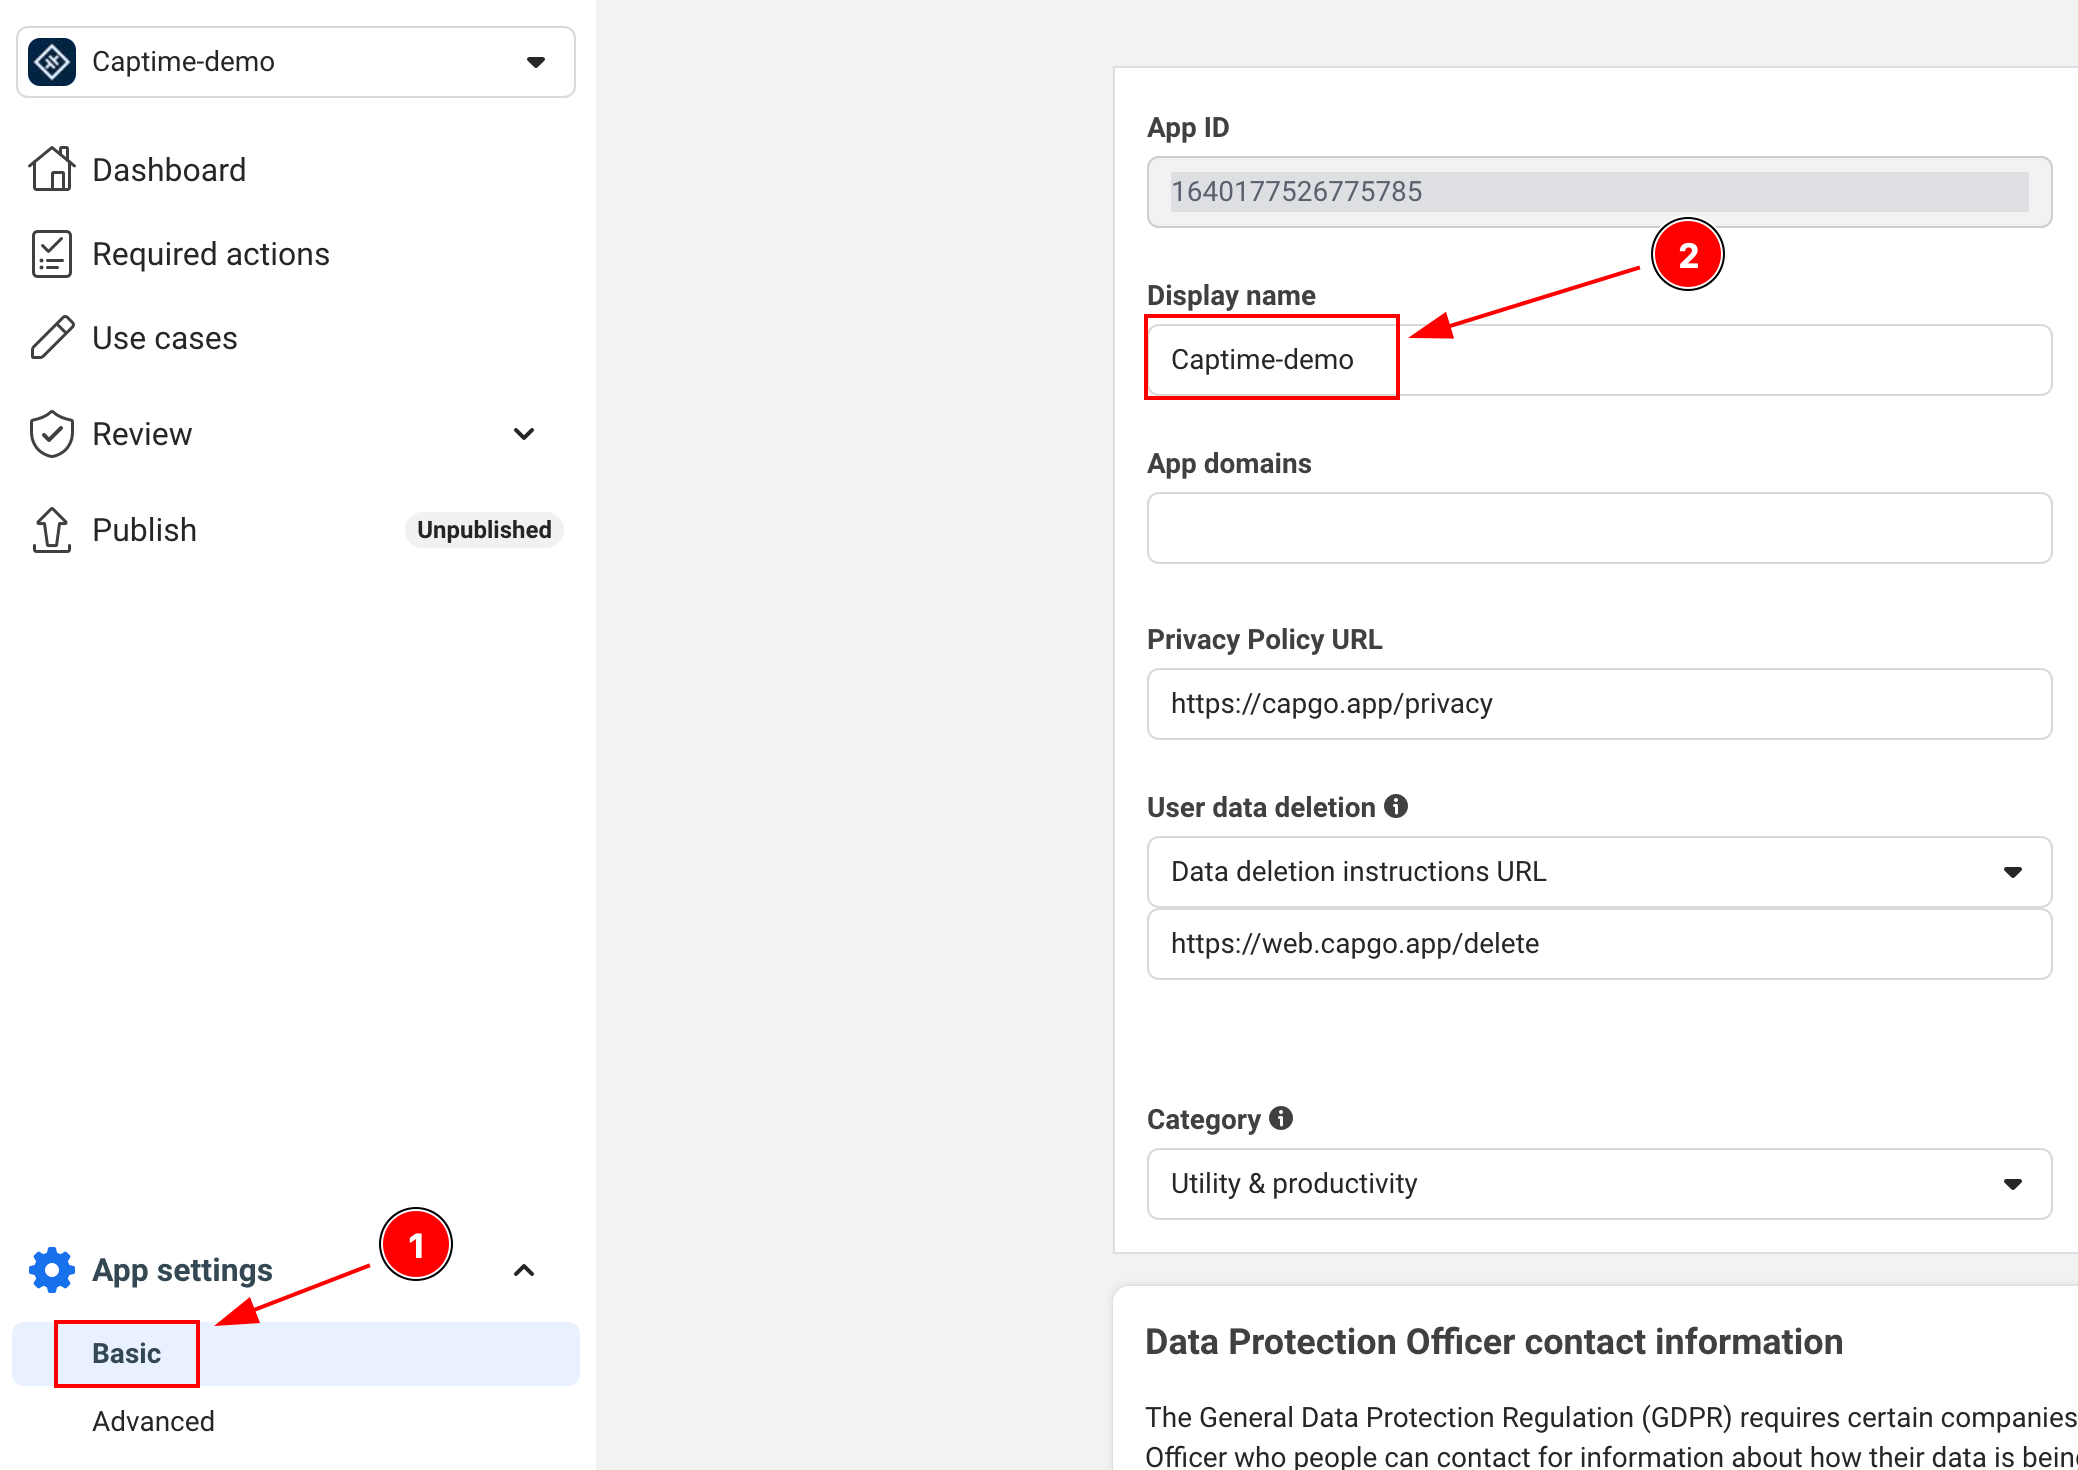 Captime-demo
Dashboard
Required actions
Use cases
Review
Publish
Unpublished
App settings
1
Basic
Advanced
App ID
1640177526775785
2
Display name
Captime-demo
App domains
Privacy Policy URL
https://capgo.app/privacy
User data deletion
Data deletion instructions URL
https://web.capgo.app/delete
Category
Utility & productivity
Data Protection Officer contact information
The General Data Protection Regulation (GDPR) requires certain companies
Officer who people can contact for information about how their data is